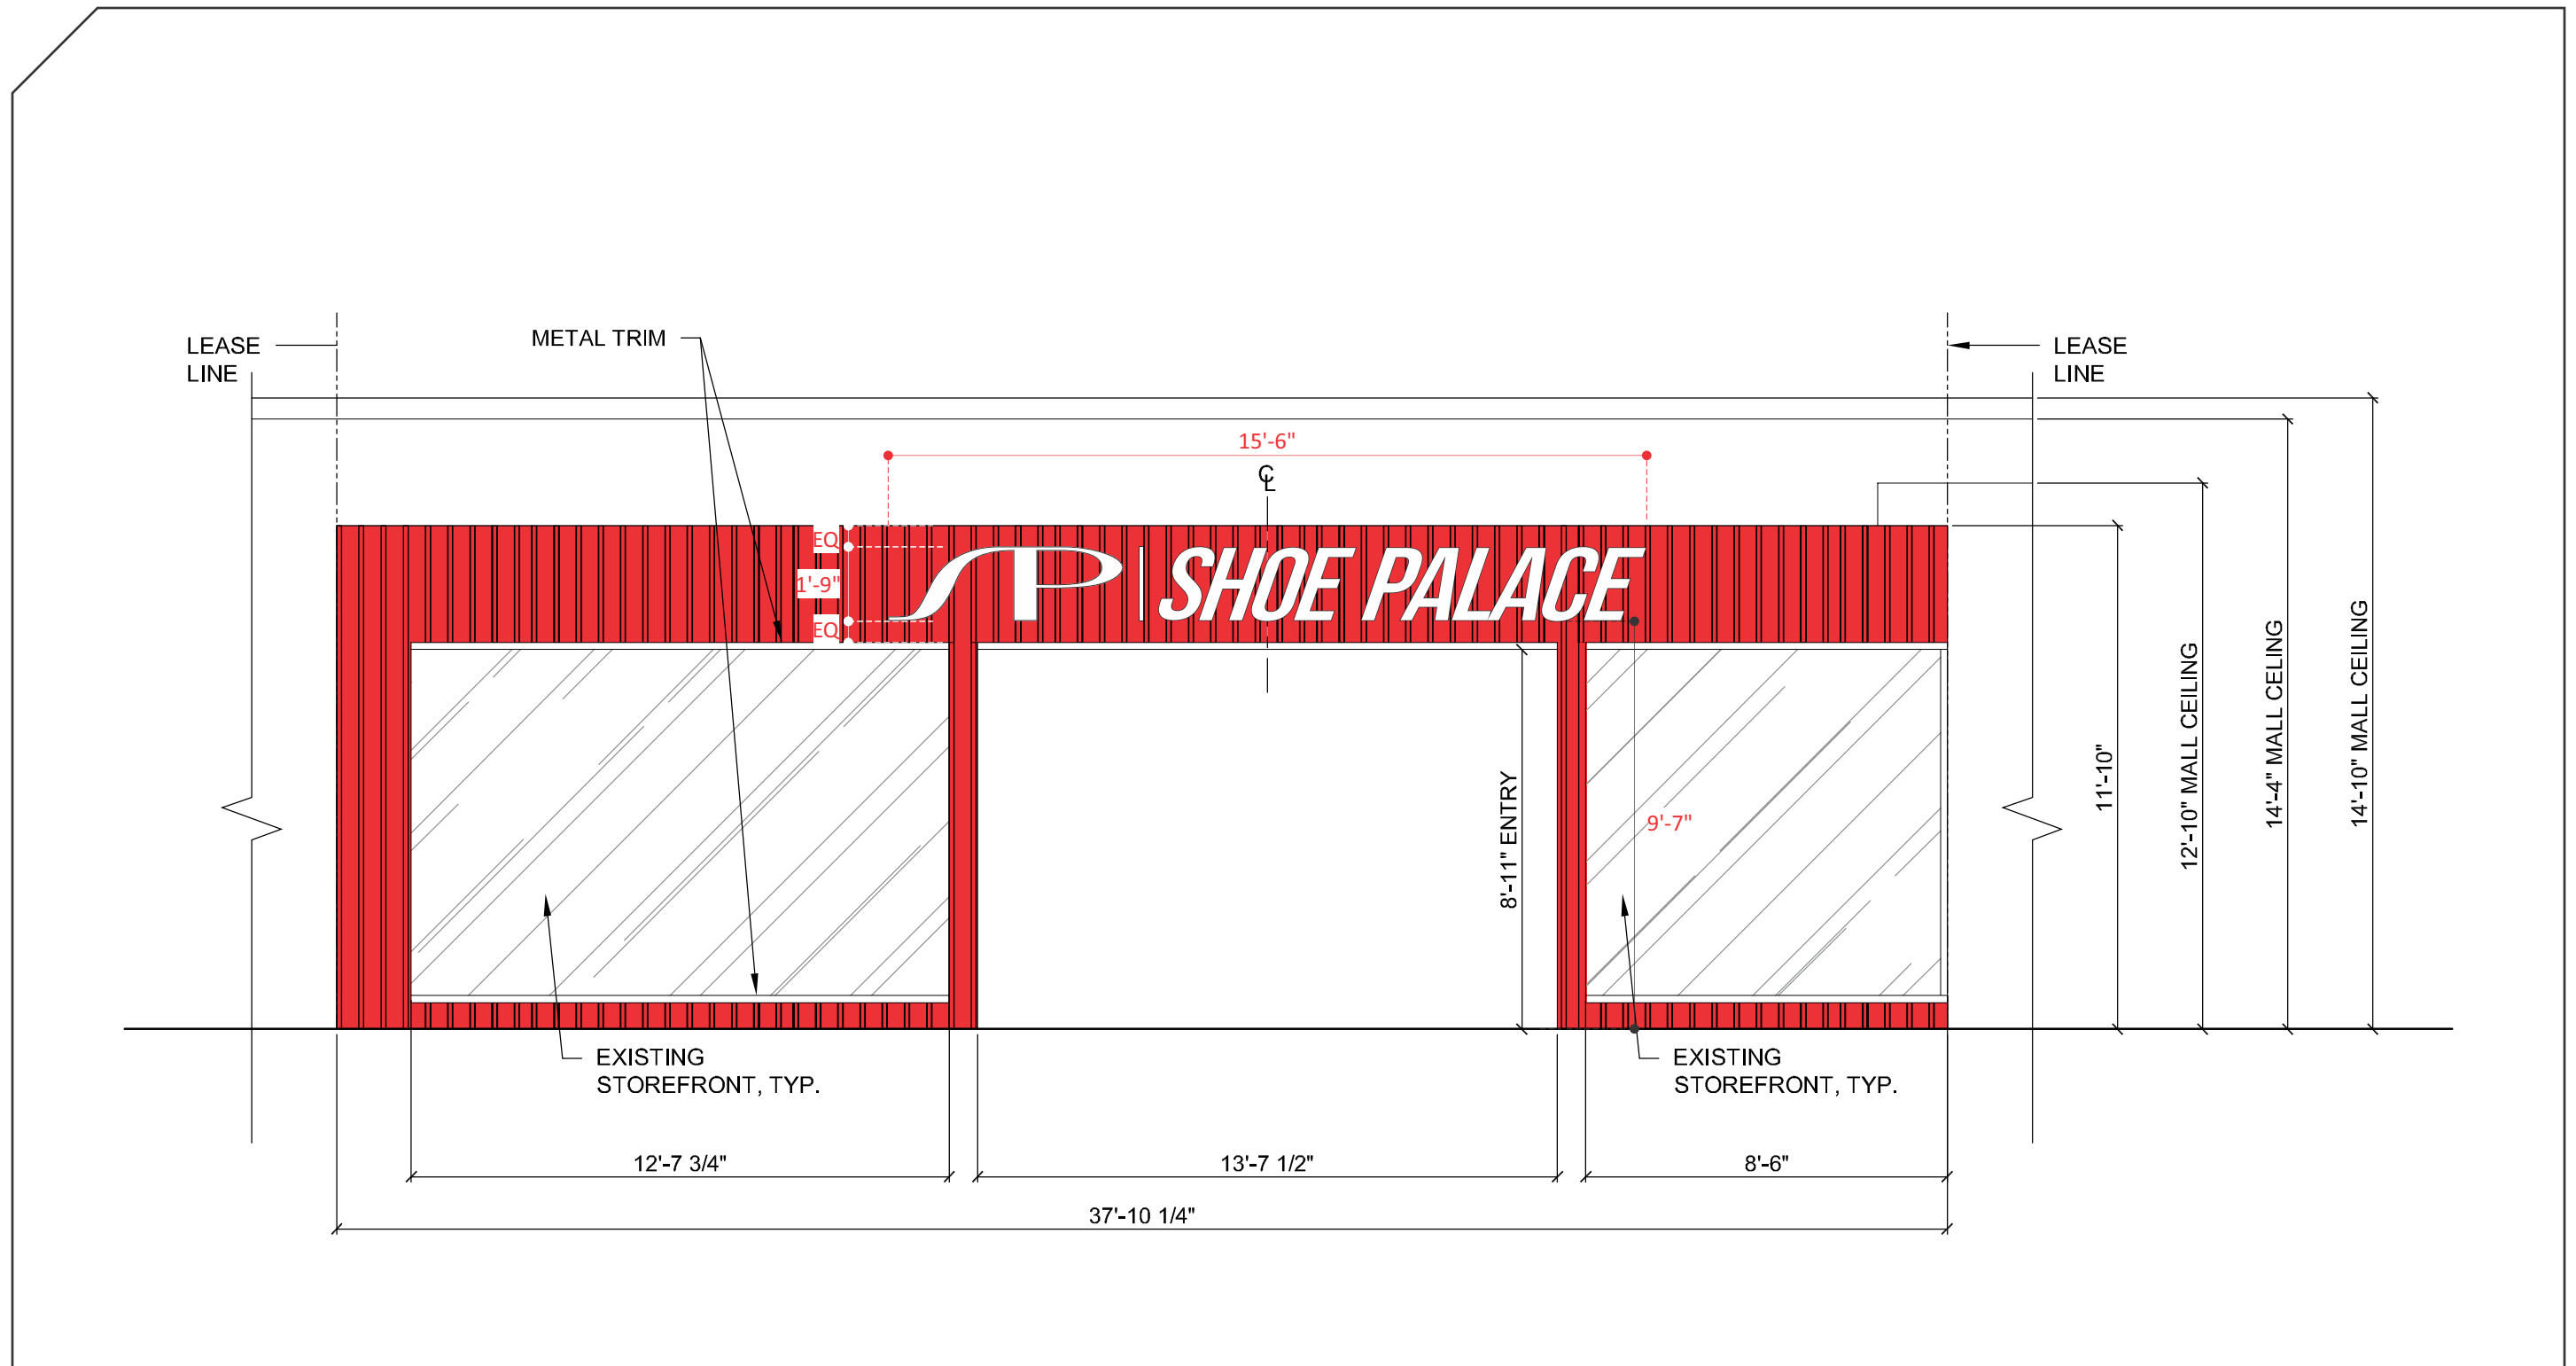 LEASE
LINE
METAL TRIM
LEASE
LINE
15'-6"
℄
EQ
1'-9"
EQ
SP | SHOE PALACE
8'-11" ENTRY
9'-7"
11'-10"
12'-10" MALL CEILING
14'-4" MALL CELING
14'-10" MALL CEILING
EXISTING
STOREFRONT, TYP.
EXISTING
STOREFRONT, TYP.
12'-7 3/4"
13'-7 1/2"
8'-6"
37'-10 1/4"